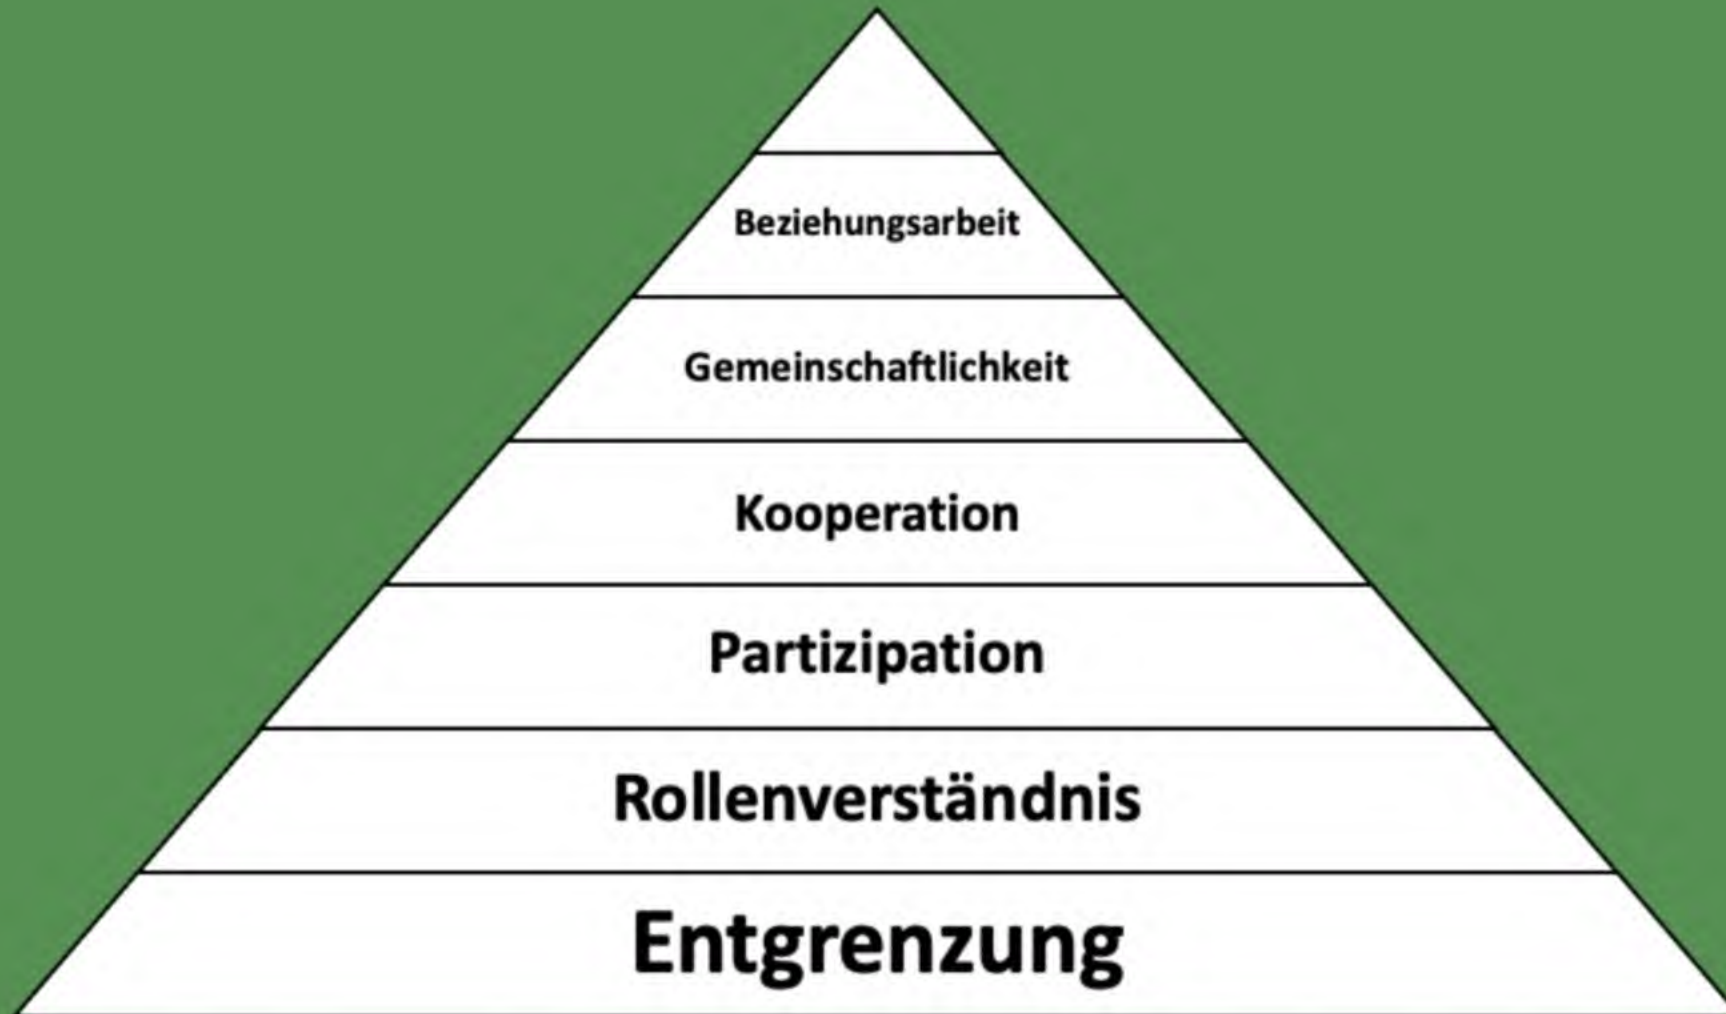 Beziehungsarbeit
Gemeinschaftlichkeit
Kooperation
Partizipation
Rollenverständnis
Entgrenzung